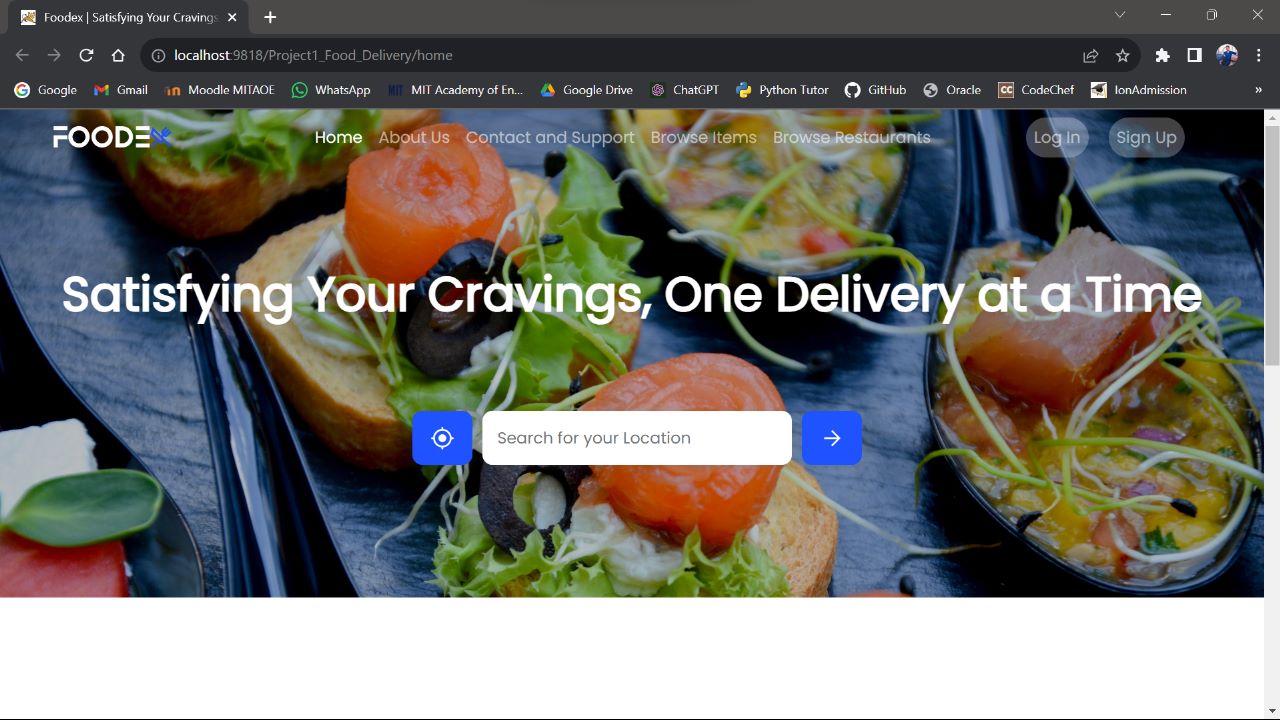 Foodex | Satisfying Your Cravings
localhost:9818/Project1_Food_Delivery/home
Google Gmail Moodle MITAOE WhatsApp MIT MIT Academy of En... Google Drive ChatGPT Python Tutor GitHub Oracle CC CodeChef IonAdmission »
FOODEX Home About Us Contact and Support Browse Items Browse Restaurants Log In Sign Up
Satisfying Your Cravings, One Delivery at a Time
Search for your Location